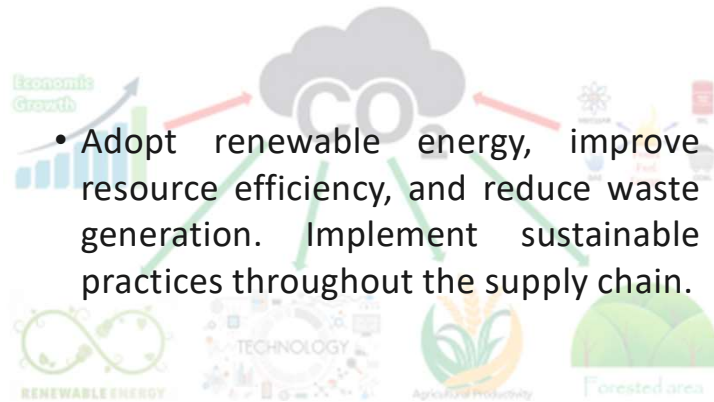 CO2
Economic
Growth
• Adopt renewable energy, improve
resource efficiency, and reduce waste
generation. Implement sustainable
practices throughout the supply chain.
TECHNOLOGY
RENEWABLE ENERGY
Agricultural Productivity
Forested area